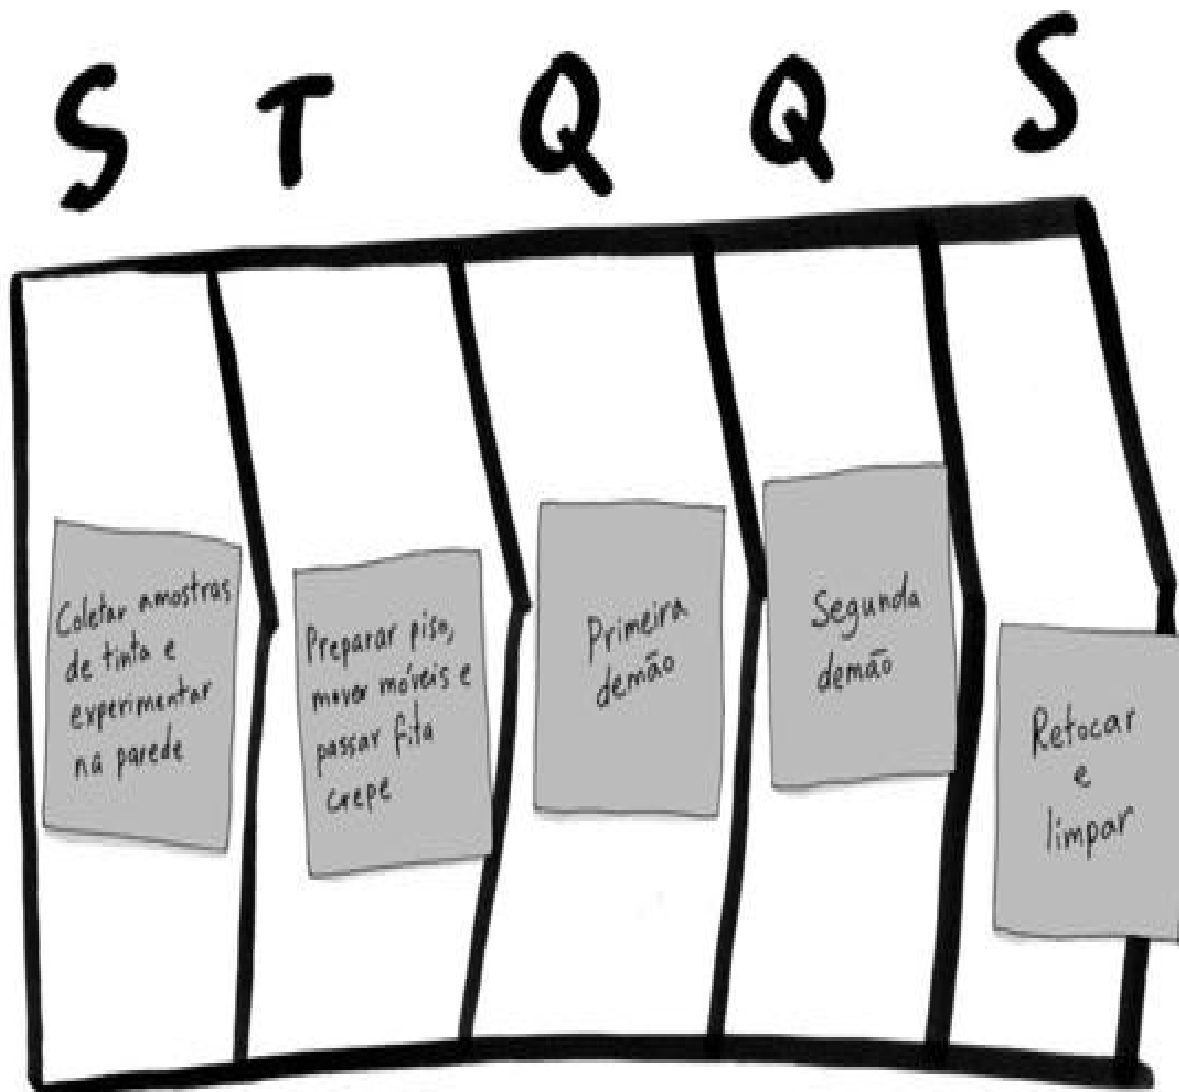 S T Q Q S
Coletar amostras
de tinta e
experimentar
na parede
Preparar piso,
mover móveis e
passar fita
crepe
Primeira
demão
Segunda
demão
Retocar
e
limpar